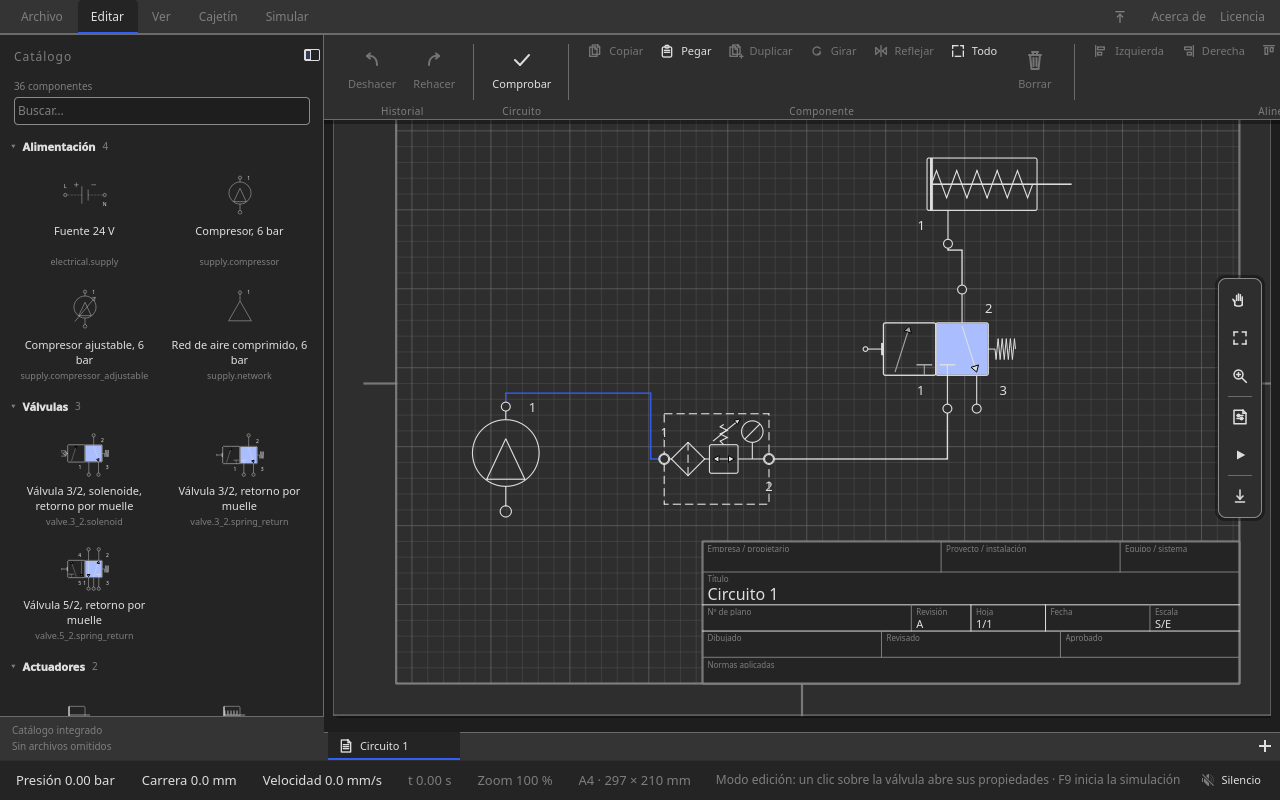 Archivo
Editar
Ver
Cajetín
Simular
Acerca de
Licencia
Catálogo
36 componentes
Buscar...
Alimentación 4
Fuente 24 V
electrical.supply
Compresor, 6 bar
supply.compressor
Compresor ajustable, 6
bar
supply.compressor_adjustable
Red de aire comprimido, 6
bar
supply.network
Válvulas 3
Válvula 3/2, solenoide,
retorno por muelle
valve.3_2.solenoid
Válvula 3/2, retorno por
muelle
valve.3_2.spring_return
Válvula 5/2, retorno por
muelle
valve.5_2.spring_return
Actuadores 2
Catálogo integrado
Sin archivos omitidos
Deshacer
Rehacer
Historial
Comprobar
Circuito
Copiar
Pegar
Duplicar
Girar
Reflejar
Todo
Borrar
Componente
Izquierda
Derecha
Aline
1
2
1
3
1
1
2
Empresa / propietario
Proyecto / instalación
Equipo / sistema
Título
Circuito 1
Nº de plano
Revisión
A
Hoja
1/1
Fecha
Escala
S/E
Dibujado
Revisado
Aprobado
Normas aplicadas
Circuito 1
Presión 0.00 bar
Carrera 0.0 mm
Velocidad 0.0 mm/s
t 0.00 s
Zoom 100 %
A4 · 297 × 210 mm
Modo edición: un clic sobre la válvula abre sus propiedades · F9 inicia la simulación
Silencio